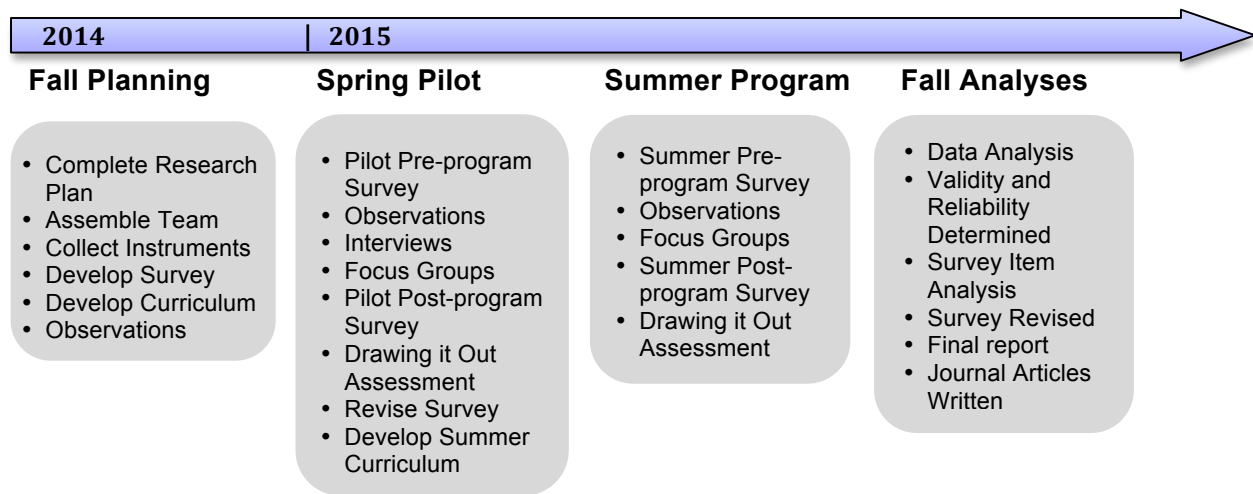 2014 | 2015
Fall Planning
• Complete Research
Plan
• Assemble Team
• Collect Instruments
• Develop Survey
• Develop Curriculum
• Observations
Spring Pilot
• Pilot Pre-program
Survey
• Observations
• Interviews
• Focus Groups
• Pilot Post-program
Survey
• Drawing it Out
Assessment
• Revise Survey
• Develop Summer
Curriculum
Summer Program
• Summer Pre-
program Survey
• Observations
• Focus Groups
• Summer Post-
program Survey
• Drawing it Out
Assessment
Fall Analyses
• Data Analysis
• Validity and
Reliability
Determined
• Survey Item
Analysis
• Survey Revised
• Final report
• Journal Articles
Written